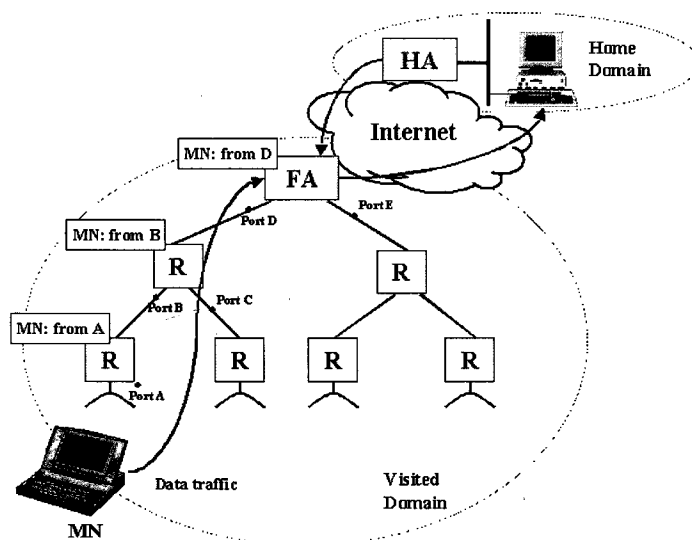 HA
Home
Domain
Internet
MN: from D
FA
Port D
Port E
MN: from B
R
R
Port B
Port C
MN: from A
R
R
R
R
Port A
Data traffic
Visited
Domain
MN